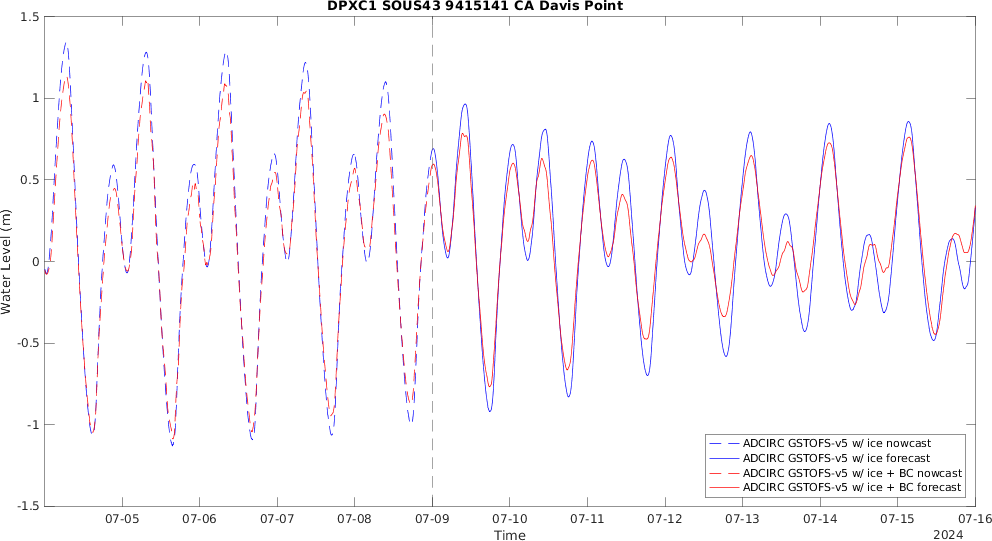 DPXC1 SOUS43 9415141 CA Davis Point
1.5
1
0.5
0
-0.5
-1
-1.5
Water Level (m)
07-05
07-06
07-07
07-08
07-09
07-10
07-11
07-12
07-13
07-14
07-15
07-16
Time
2024
ADCIRC GSTOFS-v5 w/ ice nowcast
ADCIRC GSTOFS-v5 w/ ice forecast
ADCIRC GSTOFS-v5 w/ ice + BC nowcast
ADCIRC GSTOFS-v5 w/ ice + BC forecast